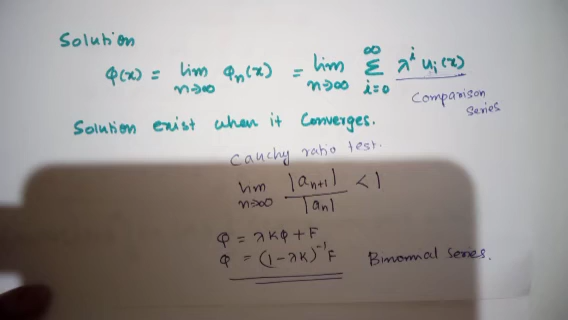 Solution
φ(x) = lim n→∞ φn(x) = lim n→∞ ∞ Σ i=0 λ^i ui(x)
Comparison
series
Solution exist when it Converges.
Cauchy ratio test.
lim n→∞ |an+1| / |an| < 1
φ = λKφ + F
φ = (1-λK)^-1 F Binomial Series.